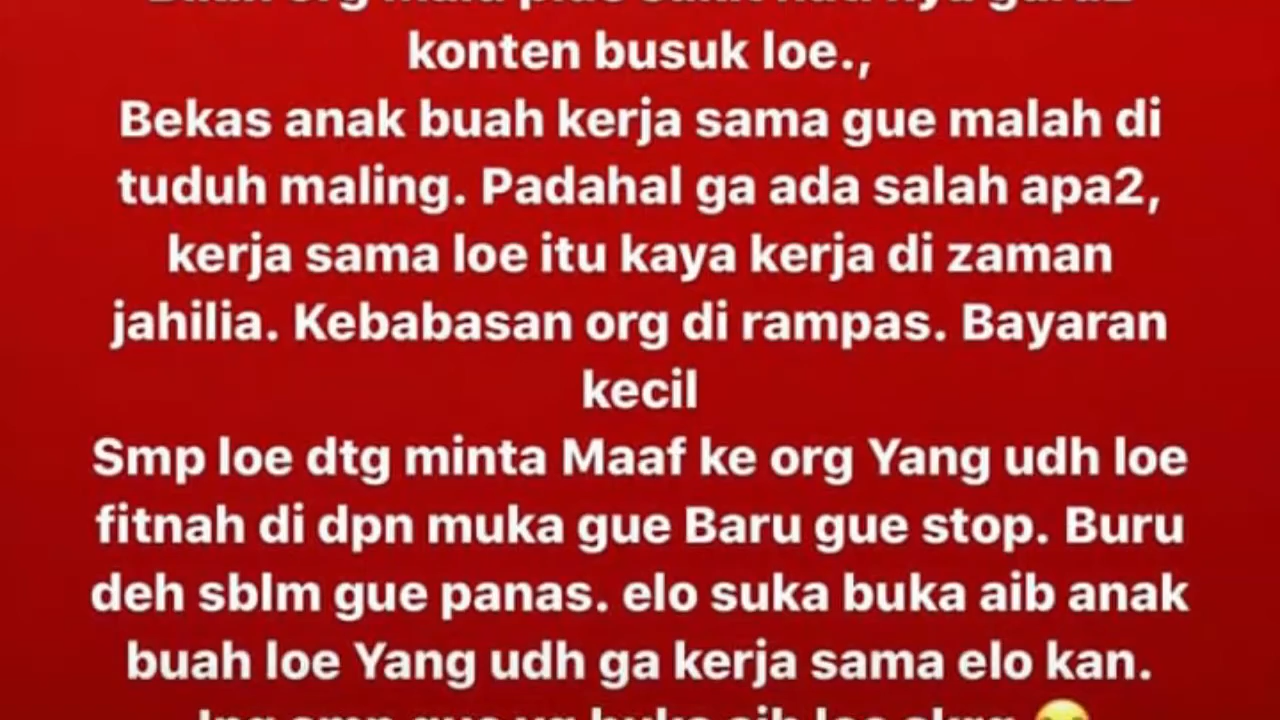 konten busuk loe.,
Bekas anak buah kerja sama gue malah di
tuduh maling. Padahal ga ada salah apa2,
kerja sama loe itu kaya kerja di zaman
jahilia. Kebabasan org di rampas. Bayaran
kecil
Smp loe dtg minta Maaf ke org Yang udh loe
fitnah di dpn muka gue Baru gue stop. Buru
deh sblm gue panas. elo suka buka aib anak
buah loe Yang udh ga kerja sama elo kan.